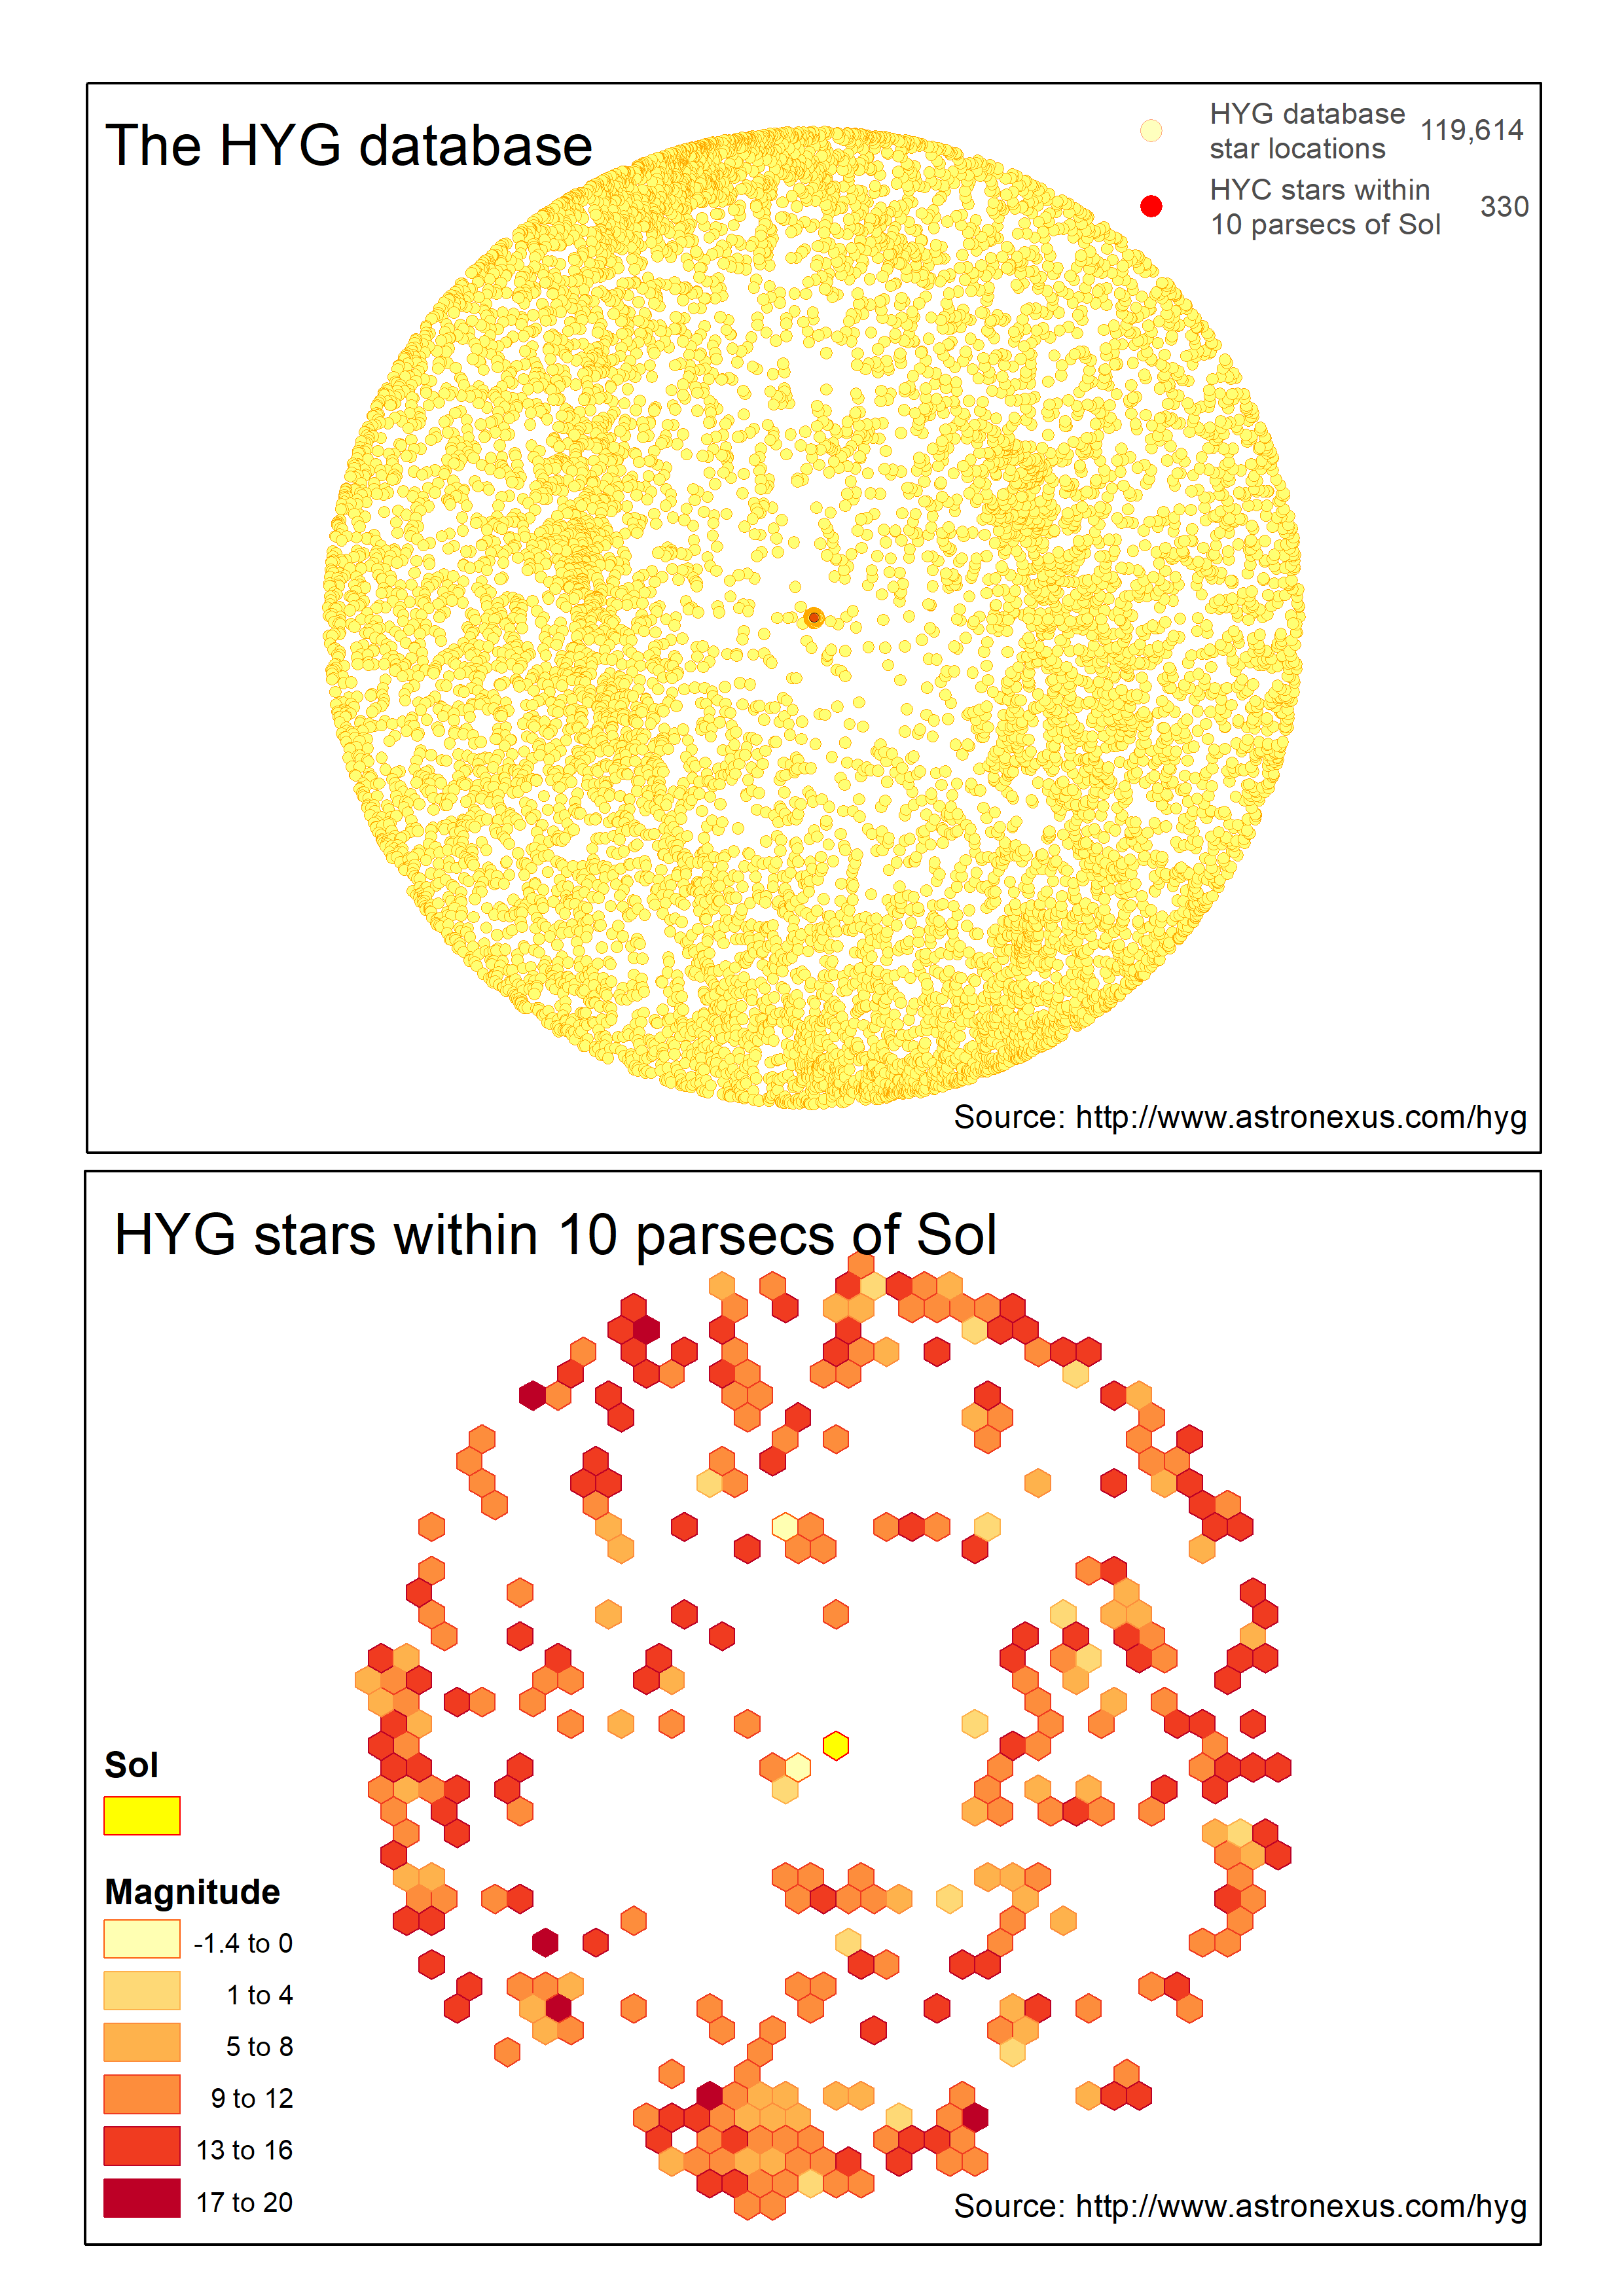 The HYG database
HYG database
star locations
119,614
HYC stars within
10 parsecs of Sol
330
Source: http://www.astronexus.com/hyg
HYG stars within 10 parsecs of Sol
Sol
Magnitude
-1.4 to 0
1 to 4
5 to 8
9 to 12
13 to 16
17 to 20
Source: http://www.astronexus.com/hyg